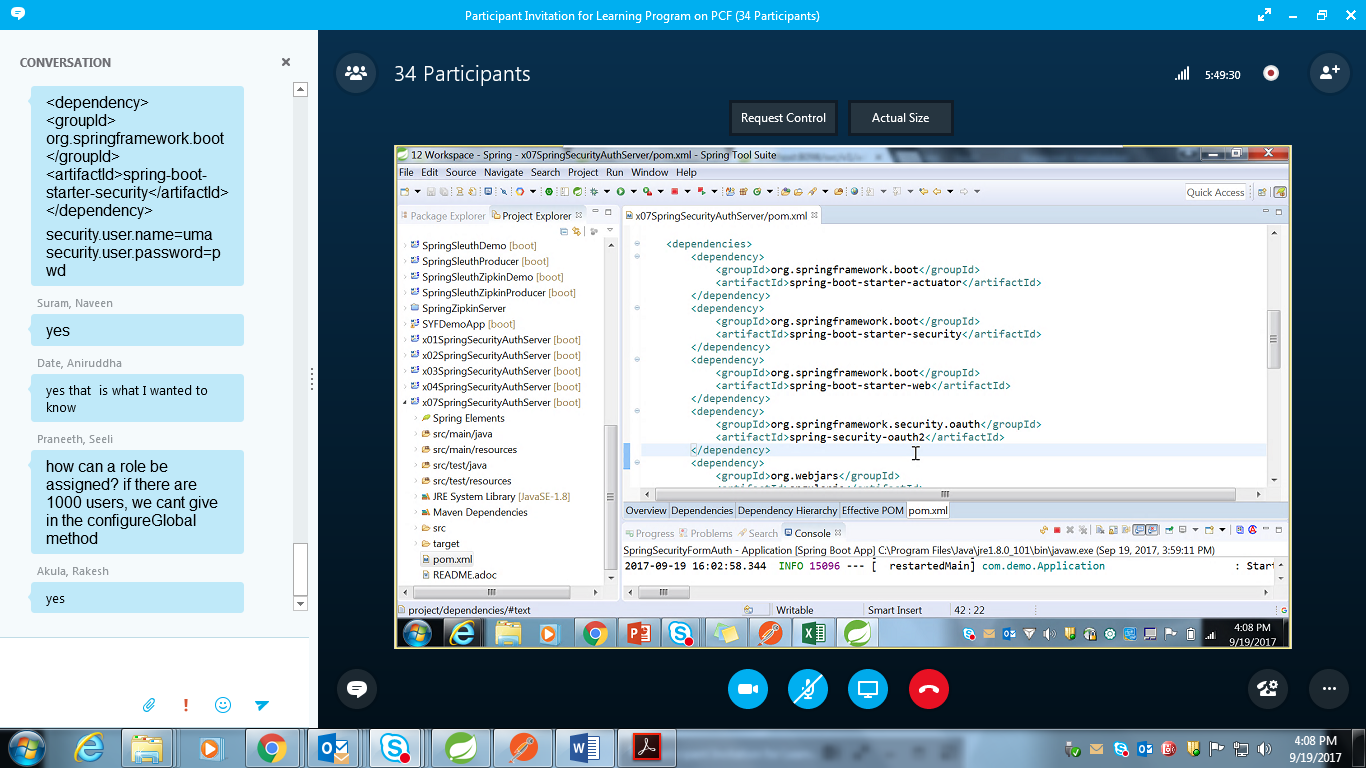 Participant Invitation for Learning Program on PCF (34 Participants)
CONVERSATION
<dependency>
<groupId>
org.springframework.boot
</groupId>
<artifactId>spring-boot-
starter-security</artifactId>
</dependency>
security.user.name=uma
security.user.password=p
wd
Suram, Naveen
yes
Date, Aniruddha
yes that  is what I wanted to
know
Praneeth, Seeli
how can a role be
assigned? if there are
1000 users, we cant give
in the configureGlobal
method
Akula, Rakesh
yes
34 Participants
5:49:30
Request Control
Actual Size
12 Workspace - Spring - x07SpringSecurityAuthServer/pom.xml - Spring Tool Suite
File Edit Source Navigate Search Project Run Window Help
Quick Access
Package Explorer
Project Explorer
SpringSleuthDemo [boot]
SpringSleuthProducer [boot]
SpringSleuthZipkinDemo [boot]
SpringSleuthZipkinProducer [boot]
SpringZipkinServer
SYFDemoApp [boot]
x01SpringSecurityAuthServer [boot]
x02SpringSecurityAuthServer [boot]
x03SpringSecurityAuthServer [boot]
x04SpringSecurityAuthServer [boot]
x07SpringSecurityAuthServer [boot]
Spring Elements
src/main/java
src/main/resources
src/test/java
src/test/resources
JRE System Library [JavaSE-1.8]
Maven Dependencies
src
target
pom.xml
README.adoc
x07SpringSecurityAuthServer/pom.xml
<dependencies>
<dependency>
<groupId>org.springframework.boot</groupId>
<artifactId>spring-boot-starter-actuator</artifactId>
</dependency>
<dependency>
<groupId>org.springframework.boot</groupId>
<artifactId>spring-boot-starter-security</artifactId>
</dependency>
<dependency>
<groupId>org.springframework.boot</groupId>
<artifactId>spring-boot-starter-web</artifactId>
</dependency>
<dependency>
<groupId>org.springframework.security.oauth</groupId>
<artifactId>spring-security-oauth2</artifactId>
</dependency>
<dependency>
<groupId>org.webjars</groupId>
Overview Dependencies Dependency Hierarchy Effective POM pom.xml
Progress Problems Search Console
SpringSecurityFormAuth - Application [Spring Boot App] C:\Program Files\Java\jre1.8.0_101\bin\javaw.exe (Sep 19, 2017, 3:59:11 PM)
2017-09-19 16:02:58.344  INFO 15096 --- [  restartedMain] com.demo.Application : Star
project/dependencies/#text
Writable
Smart Insert
42 : 22
4:08 PM
9/19/2017
4:08 PM
9/19/2017